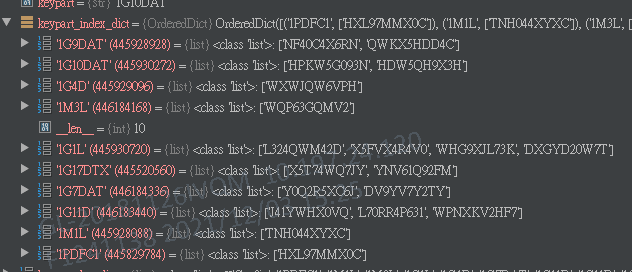 keypart = {str} '1G10DAT'
keypart_index_dict = {OrderedDict} OrderedDict([('1PDFC1', ['HXL97MMX0C']), ('1M1L', ['TNH044XYXC']), ('1M3L', [
'1G9DAT' (445928928) = {list} <class 'list'>: ['NF40C4X6RN', 'QWKX5HDD4C']
'1G10DAT' (445930272) = {list} <class 'list'>: ['HPKW5G093N', 'HDW5QH9X3H']
'1G4D' (445929096) = {list} <class 'list'>: ['WXWJQW6VPH']
'1M3L' (446184168) = {list} <class 'list'>: ['WQP63GQMV2']
__len__ = {int} 10
'1G1L' (445930720) = {list} <class 'list'>: ['L324QWM42D', 'X5FVX4R4V0', 'WHG9XJL73K', 'DXGYD20W7T']
'1G17DTX' (445520560) = {list} <class 'list'>: ['X5T74WQ7JY', 'YNV61Q92FM']
'1G7DAT' (446184336) = {list} <class 'list'>: ['Y0Q2R5XC6J', 'DV9YV7Y2TY']
'1G11D' (446183440) = {list} <class 'list'>: ['J41YWHX0VQ', 'L70RR4P631', 'WPNXKV2HF7']
'1M1L' (445928088) = {list} <class 'list'>: ['TNH044XYXC']
'1PDFC1' (445829784) = {list} <class 'list'>: ['HXL97MMX0C']